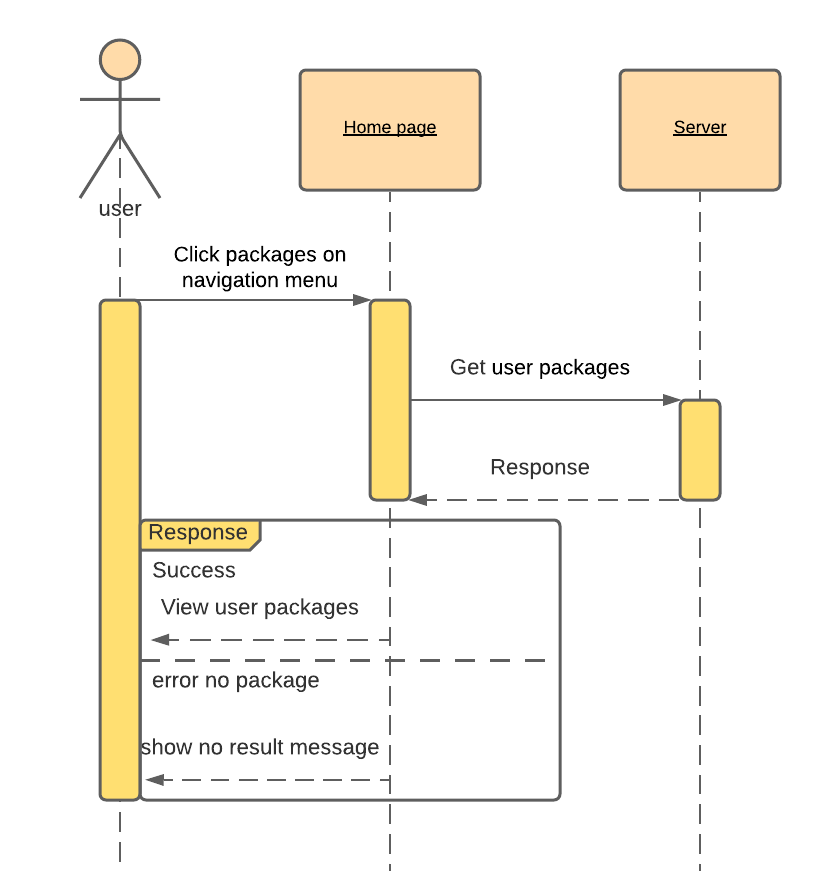 Home page
Server
user
Click packages on
navigation menu
Get user packages
Response
Response
Success
View user packages
error no package
show no result message